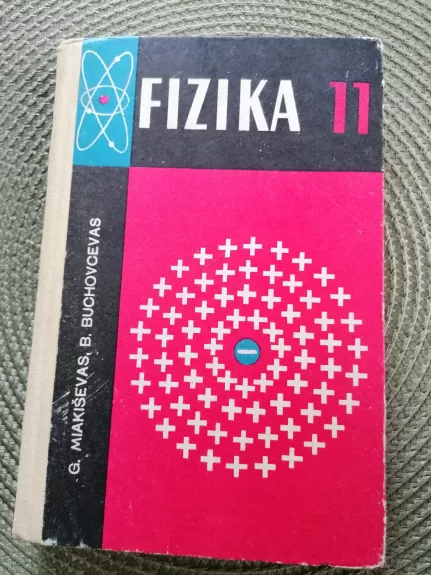 FIZIKA 11
G. MIAKIŠEVAS, B. BUCHOVCEVAS